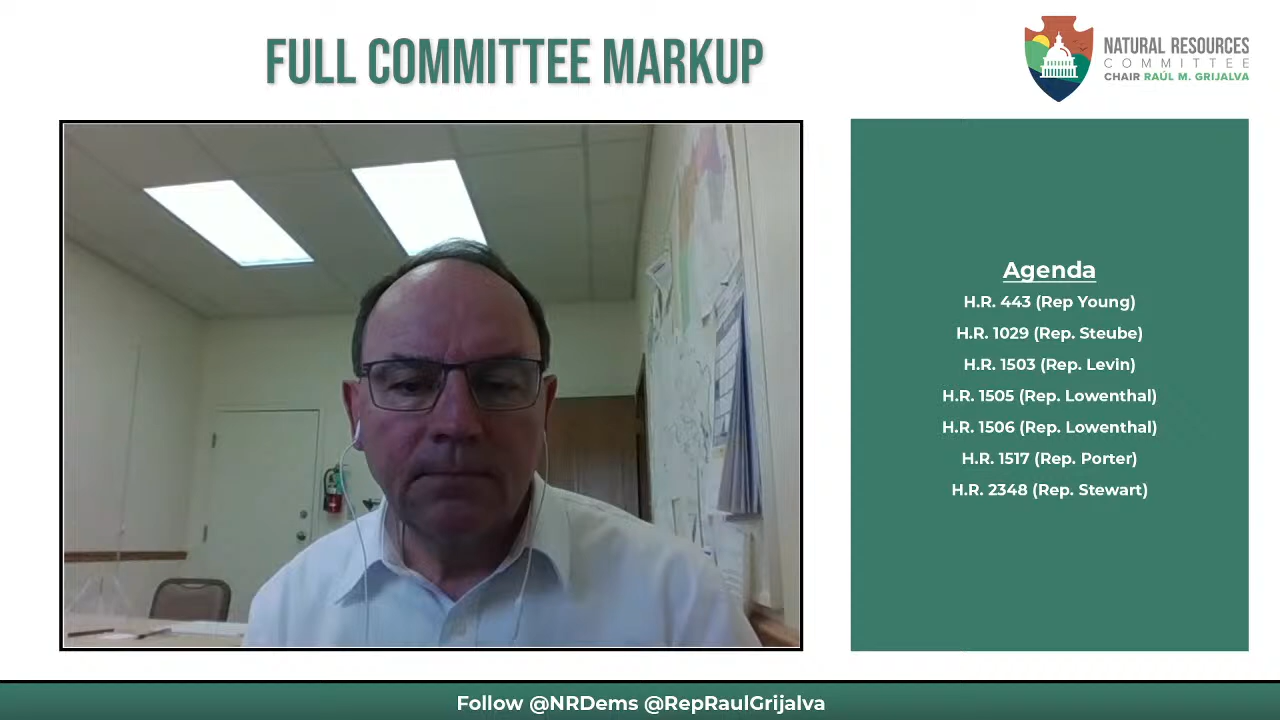 FULL COMMITTEE MARKUP
NATURAL RESOURCES
COMMITTEE
CHAIR RAÚL M. GRIJALVA
Agenda
H.R. 443 (Rep Young)
H.R. 1029 (Rep. Steube)
H.R. 1503 (Rep. Levin)
H.R. 1505 (Rep. Lowenthal)
H.R. 1506 (Rep. Lowenthal)
H.R. 1517 (Rep. Porter)
H.R. 2348 (Rep. Stewart)
Follow @NRDems @RepRaulGrijalva